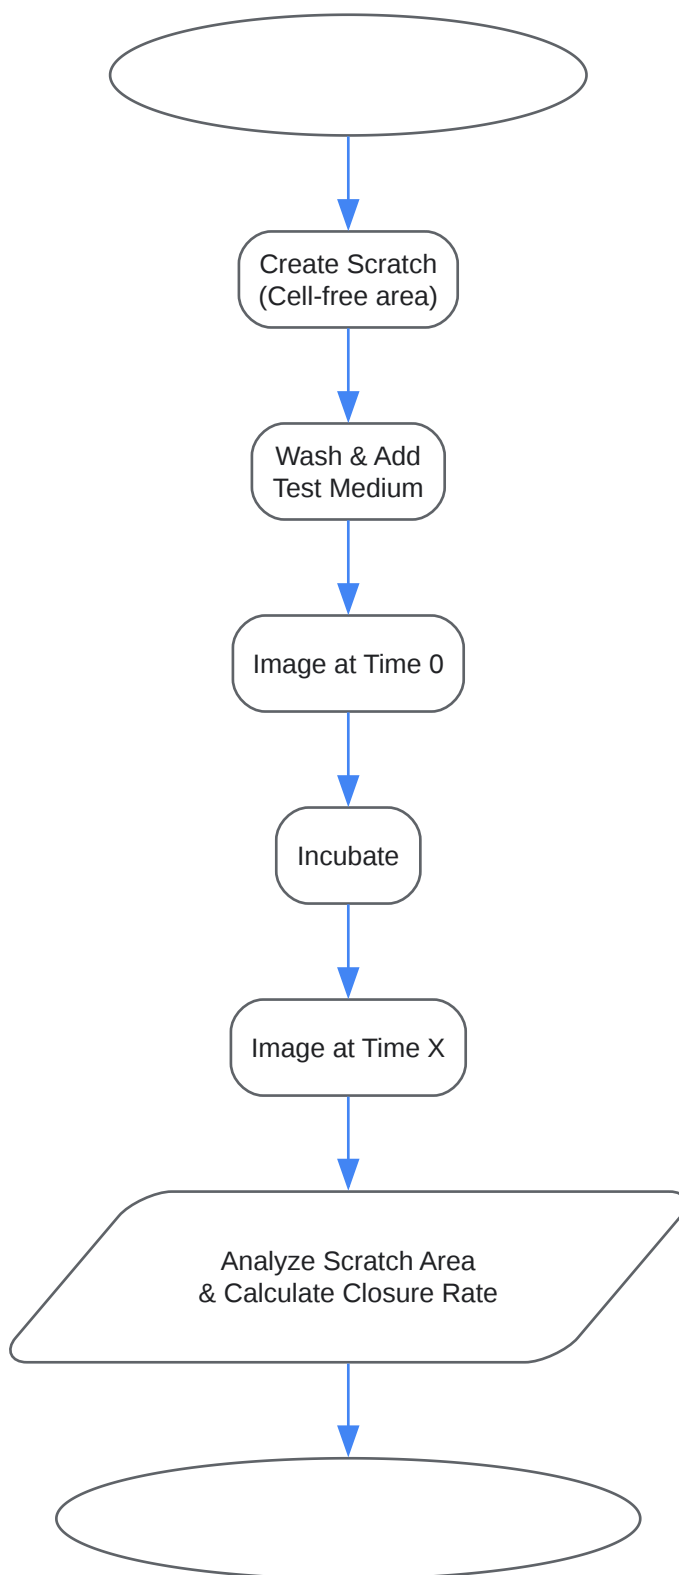 Create Scratch
(Cell-free area)
Wash & Add
Test Medium
Image at Time 0
Incubate
Image at Time X
Analyze Scratch Area
& Calculate Closure Rate